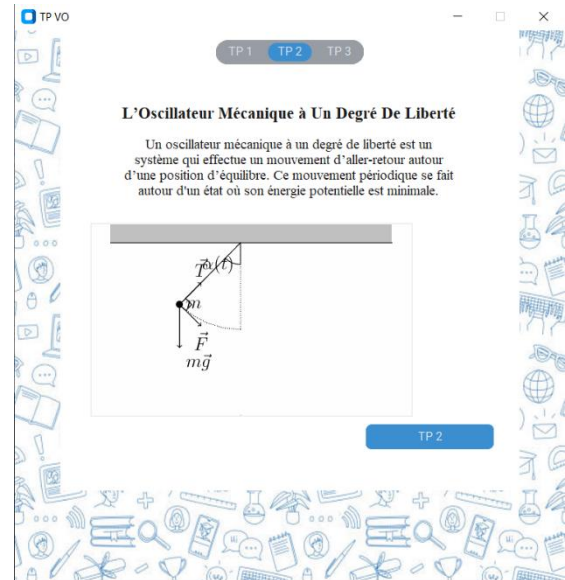 TP VO
TP 1 TP 2 TP 3
L'Oscillateur Mécanique à Un Degré De Liberté
Un oscillateur mécanique à un degré de liberté est un
système qui effectue un mouvement d'aller-retour autour
d'une position d'équilibre. Ce mouvement périodique se fait
autour d'un état où son énergie potentielle est minimale.
T⃗ α(t)
m
F⃗
mg⃗
TP 2